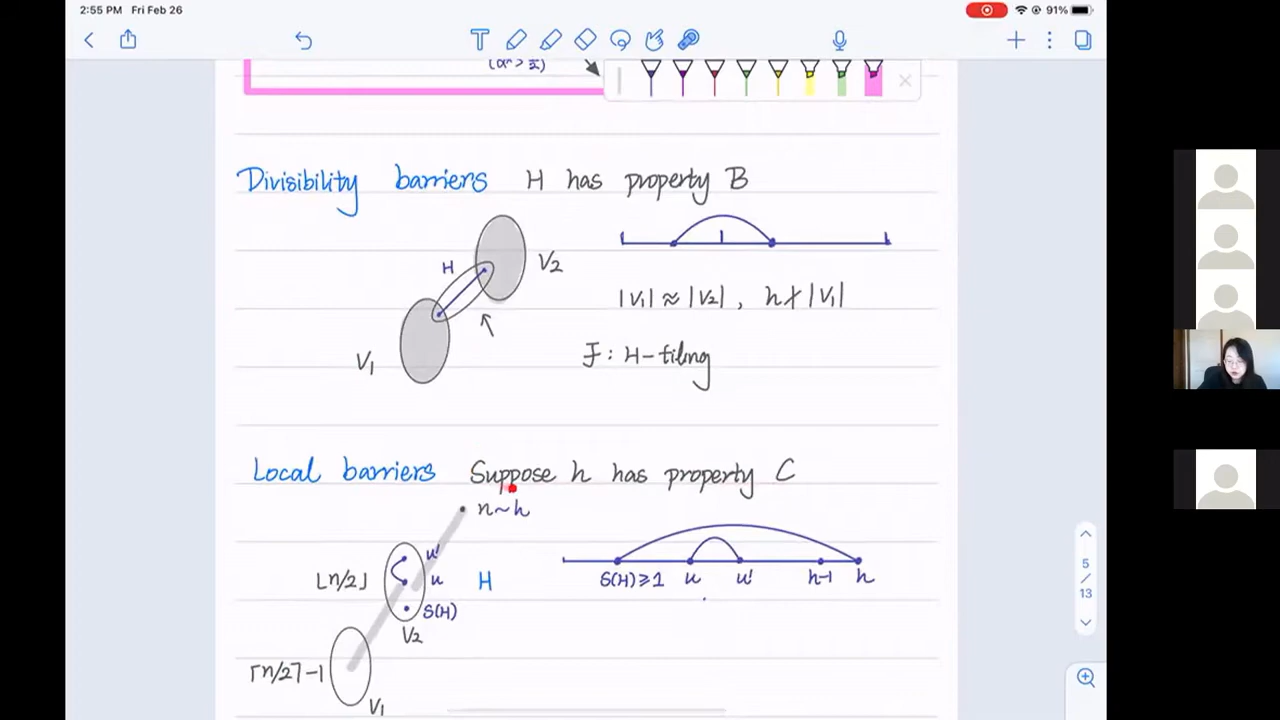 2:55 PM Fri Feb 26
91%
Divisibility barriers H has property B
H
V2
V1
|V1| ≈ |V2| , h ∤ |V1|
F : H-tiling
Local barriers Suppose h has property C
n~h
u'
⌊n/2⌋
u
H
S(H)
V2
⌈n/2⌉-1
V1
S(H)⩾1 u u' h-1 h
5
/
13